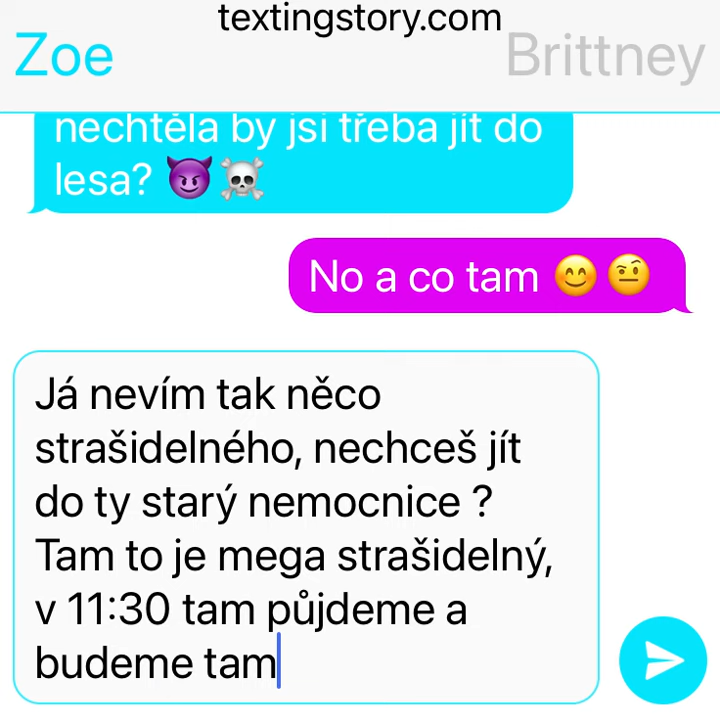 textingstory.com
Zoe
Brittney
nechtěla by jsi třeba jít do
lesa? 😈☠️
No a co tam 😊🤨
Já nevím tak něco
strašidelného, nechceš jít
do ty starý nemocnice ?
Tam to je mega strašidelný,
v 11:30 tam půjdeme a
budeme tam